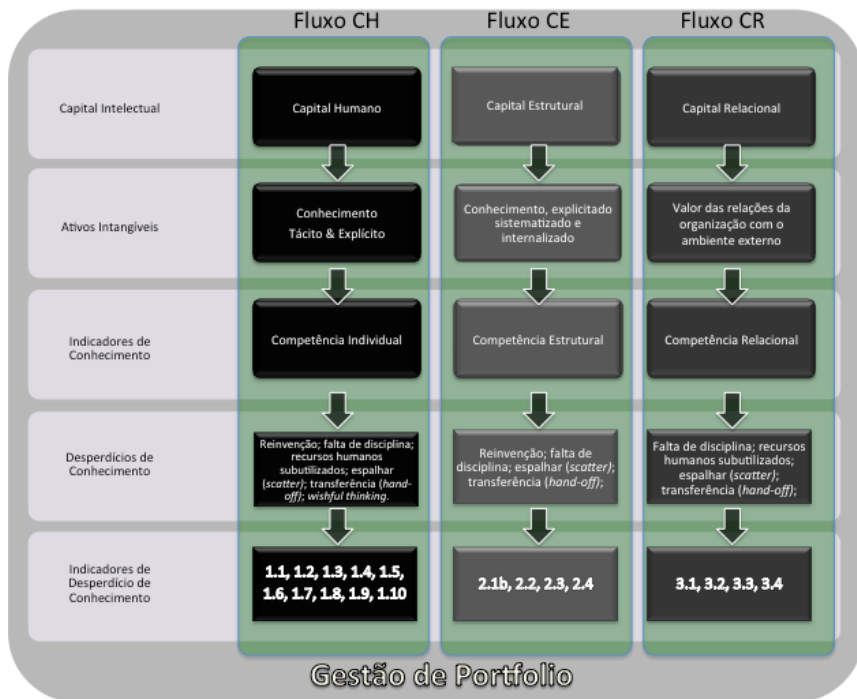 Fluxo CH
Fluxo CE
Fluxo CR
Capital Intelectual
Capital Humano
Capital Estrutural
Capital Relacional
Ativos Intangíveis
Conhecimento
Tácito & Explícito
Conhecimento, explicitado
sistematizado e
internalizado
Valor das relações da
organização com o
ambiente externo
Indicadores de
Conhecimento
Competência Individual
Competência Estrutural
Competência Relacional
Desperdícios de
Conhecimento
Reinvenção; falta de disciplina;
recursos humanos
subutilizados; espalhar
(scatter); transferência (hand-
off); wishful thinking.
Reinvenção; falta de
disciplina; espalhar (scatter);
transferência (hand-off);
Falta de disciplina; recursos
humanos subutilizados;
espalhar (scatter);
transferência (hand-off);
Indicadores de
Desperdício de
Conhecimento
1.1, 1.2, 1.3, 1.4, 1.5,
1.6, 1.7, 1.8, 1.9, 1.10
2.1b, 2.2, 2.3, 2.4
3.1, 3.2, 3.3, 3.4
Gestão de Portfolio